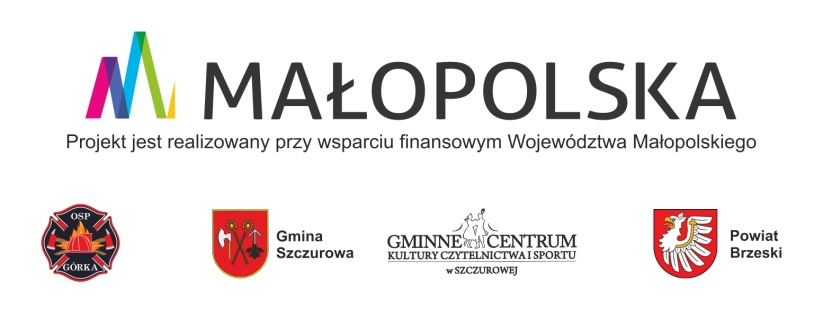 MAŁOPOLSKA
Projekt jest realizowany przy wsparciu finansowym Województwa Małopolskiego
OSP
GÓRKA
Gmina
Szczurowa
GMINNE CENTRUM
KULTURY CZYTELNICTWA I SPORTU
w SZCZUROWEJ
Powiat
Brzeski